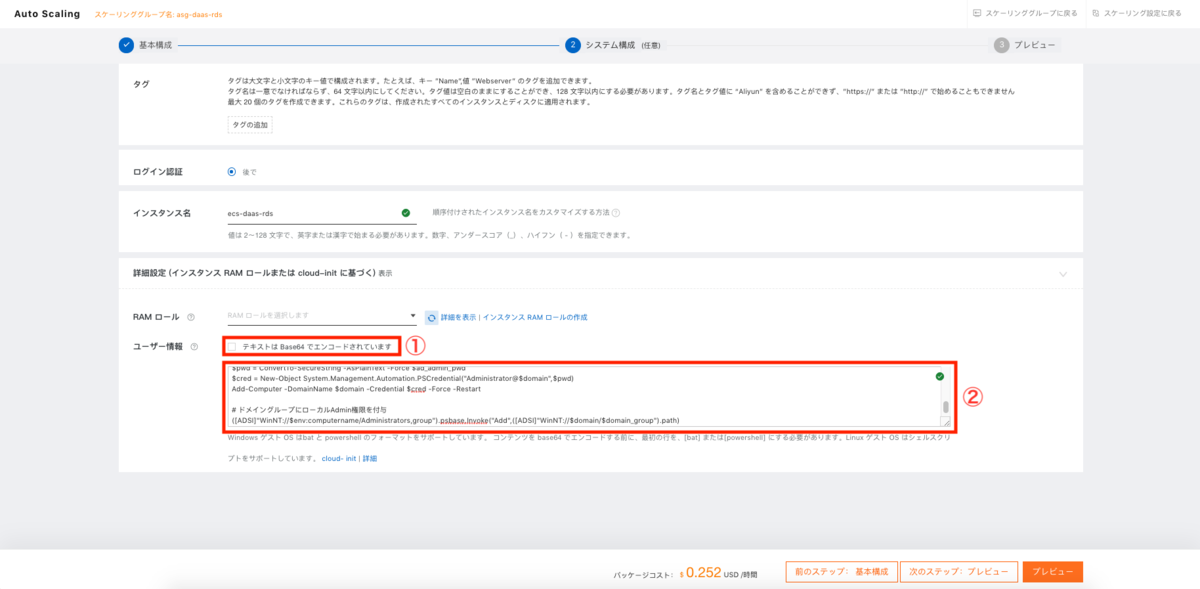 Auto Scaling
スケーリンググループ名: asg-daas-rds
スケーリンググループに戻る
スケーリング設定に戻る
基本構成
2 システム構成 (任意)
3 プレビュー
タグ
タグは大文字と小文字のキー値で構成されます。たとえば、キー "Name",値 "Webserver" のタグを追加できます。
タグ名は一意でなければならず、64 文字以内にしてください。タグ値は空白のままにすることができ、128 文字以内にする必要があります。タグ名とタグ値に "Aliyun" を含めることができず、"https://" または "http://" で始めることもできません
最大 20 個のタグを作成できます。これらのタグは、作成されたすべてのインスタンスとディスクに適用されます。
タグの追加
ログイン認証
後で
インスタンス名
ecs-daas-rds
順序付けされたインスタンス名をカスタマイズする方法 ?
値は 2〜128 文字で、英字または漢字で始まる必要があります。数字、アンダースコア（_）、ハイフン（-）を指定できます。
詳細設定 (インスタンス RAM ロールまたは cloud-init に基づく) 表示
RAM ロール ?
RAM ロールを選択します
詳細を表示 | インスタンス RAM ロールの作成
ユーザー情報 ?
テキストは Base64 でエンコードされています
①
$pwd = ConvertTo-SecureString -AsPlainText -Force $ad_admin_pwd
$cred = New-Object System.Management.Automation.PSCredential("Administrator@$domain",$pwd)
Add-Computer -DomainName $domain -Credential $cred -Force -Restart
# ドメイングループにローカルAdmin権限を付与
([ADSI]"WinNT://$env:computername/Administrators,group").psbase.Invoke("Add",([ADSI]"WinNT://$domain/$domain_group").path)
②
Windows ゲスト OS はbat と powershell のフォーマットをサポートしています。 コンテンツを base64 でエンコードする前に、最初の行を、[bat] または[powershell] にする必要があります。Linux ゲスト OS はシェルスクリ
プトをサポートしています。 cloud- init | 詳細
パッケージコスト: $ 0.252 USD /時間
前のステップ： 基本構成
次のステップ： プレビュー
プレビュー